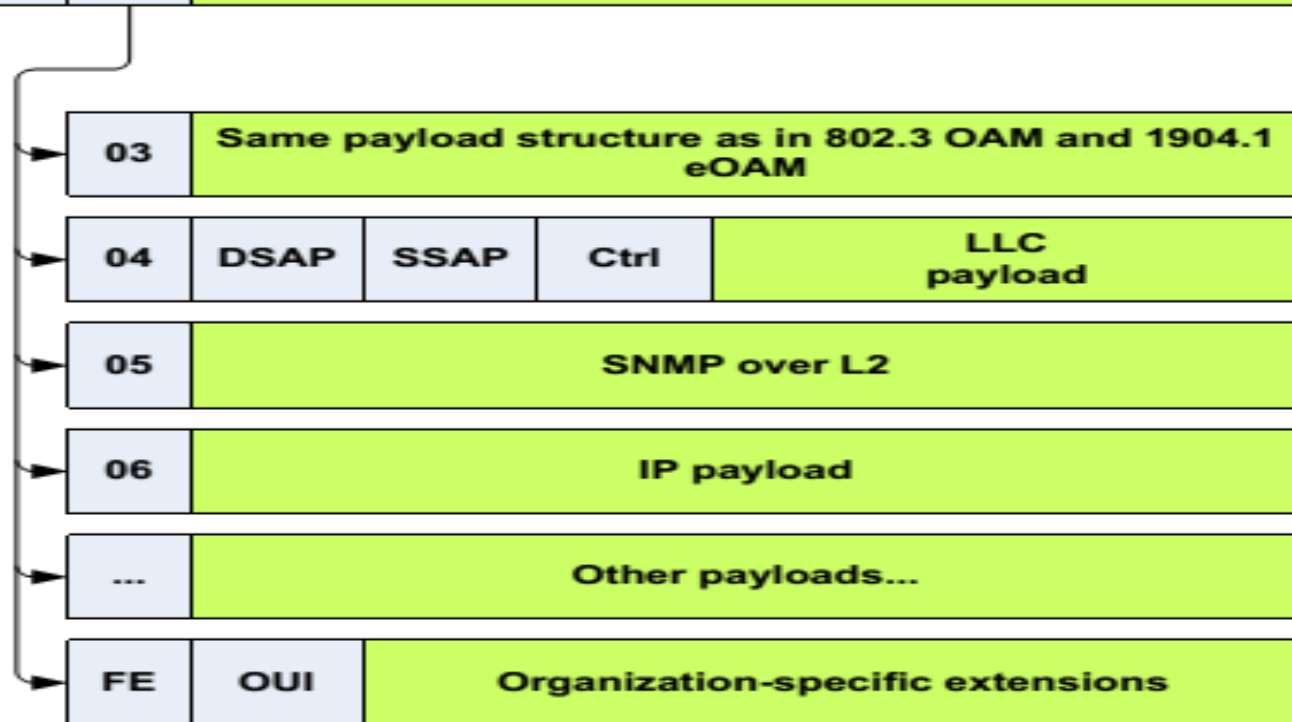 03 Same payload structure as in 802.3 OAM and 1904.1
eOAM
04 DSAP SSAP Ctrl LLC
payload
05 SNMP over L2
06 IP payload
... Other payloads...
FE OUI Organization-specific extensions